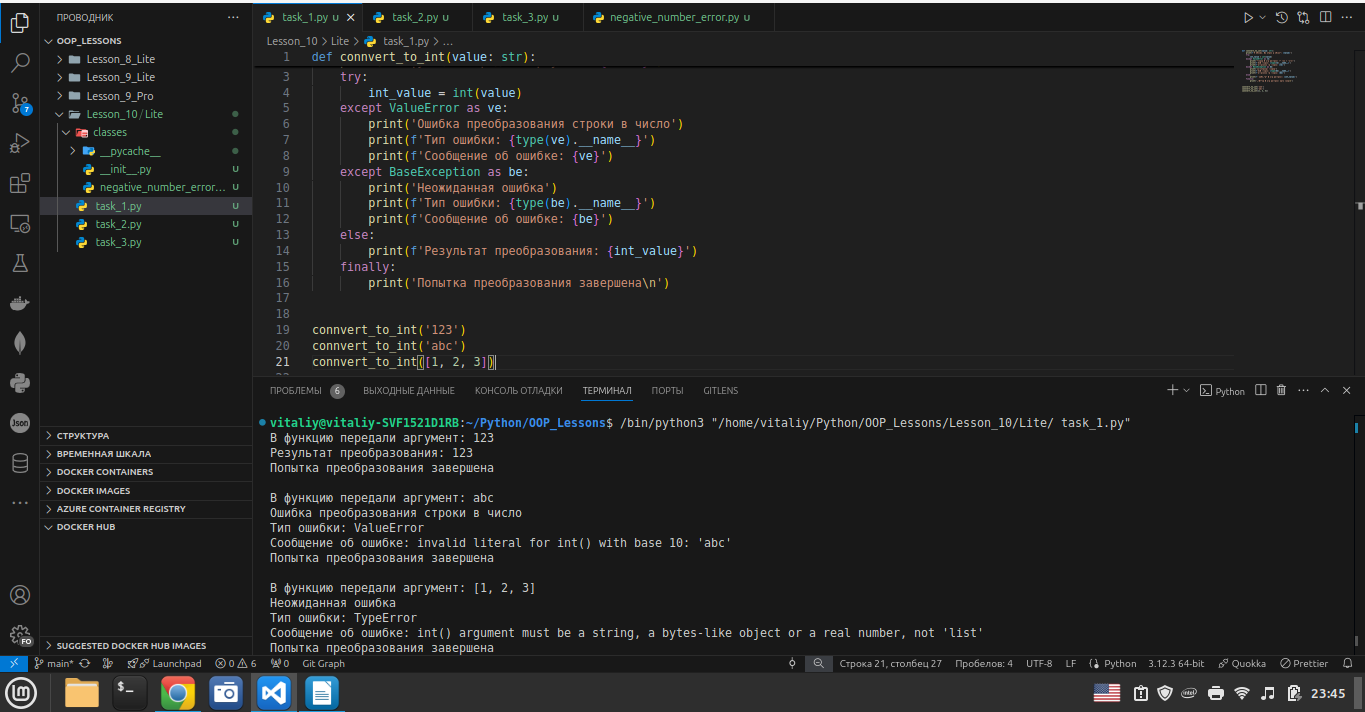 ПРОВОДНИК
task_1.py U
task_2.py U
task_3.py U
negative_number_error.py U
OOP_LESSONS
Lesson_8_Lite
Lesson_9_Lite
Lesson_9_Pro
Lesson_10 / Lite
classes
__pycache__
__init__.py U
negative_number_error... U
task_1.py U
task_2.py U
task_3.py U
7
Json
FO
СТРУКТУРА
ВРЕМЕННАЯ ШКАЛА
DOCKER CONTAINERS
DOCKER IMAGES
AZURE CONTAINER REGISTRY
DOCKER HUB
SUGGESTED DOCKER HUB IMAGES
Lesson_10 > Lite > task_1.py > ...
1 def connvert_to_int(value: str):
3 try:
4 int_value = int(value)
5 except ValueError as ve:
6 print('Ошибка преобразования строки в число')
7 print(f'Тип ошибки: {type(ve).__name__}')
8 print(f'Сообщение об ошибке: {ve}')
9 except BaseException as be:
10 print('Неожиданная ошибка')
11 print(f'Тип ошибки: {type(be).__name__}')
12 print(f'Сообщение об ошибке: {be}')
13 else:
14 print(f'Результат преобразования: {int_value}')
15 finally:
16 print('Попытка преобразования завершена\n')
17
18
19 connvert_to_int('123')
20 connvert_to_int('abc')
21 connvert_to_int([1, 2, 3])
ПРОБЛЕМЫ 6 ВЫХОДНЫЕ ДАННЫЕ КОНСОЛЬ ОТЛАДКИ ТЕРМИНАЛ ПОРТЫ GITLENS
Python
vitaliy@vitaliy-SVF1521D1RB:~/Python/OOP_Lessons$ /bin/python3 "/home/vitaliy/Python/OOP_Lessons/Lesson_10/Lite/ task_1.py"
В функцию передали аргумент: 123
Результат преобразования: 123
Попытка преобразования завершена
В функцию передали аргумент: abc
Ошибка преобразования строки в число
Тип ошибки: ValueError
Сообщение об ошибке: invalid literal for int() with base 10: 'abc'
Попытка преобразования завершена
В функцию передали аргумент: [1, 2, 3]
Неожиданная ошибка
Тип ошибки: TypeError
Сообщение об ошибке: int() argument must be a string, a bytes-like object or a real number, not 'list'
Попытка преобразования завершена
main* Launchpad 0 6 0 Git Graph Строка 21, столбец 27 Пробелов: 4 UTF-8 LF Python 3.12.3 64-bit Quokka Prettier
23:45